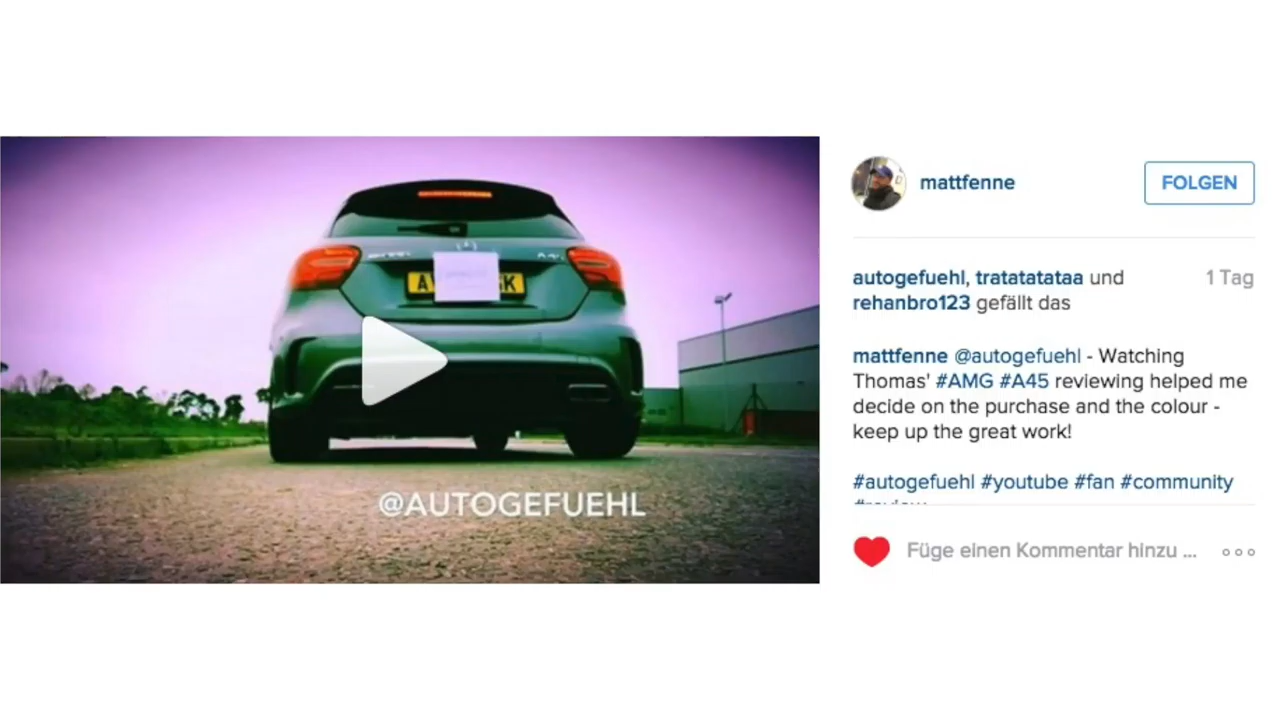 @AUTOGEFUEHL
mattfenne
FOLGEN
autogefuehl, tratatatataa und
rehanbro123 gefällt das
1 Tag
mattfenne @autogefuehl - Watching
Thomas' #AMG #A45 reviewing helped me
decide on the purchase and the colour -
keep up the great work!
#autogefuehl #youtube #fan #community
#review
Füge einen Kommentar hinzu ...